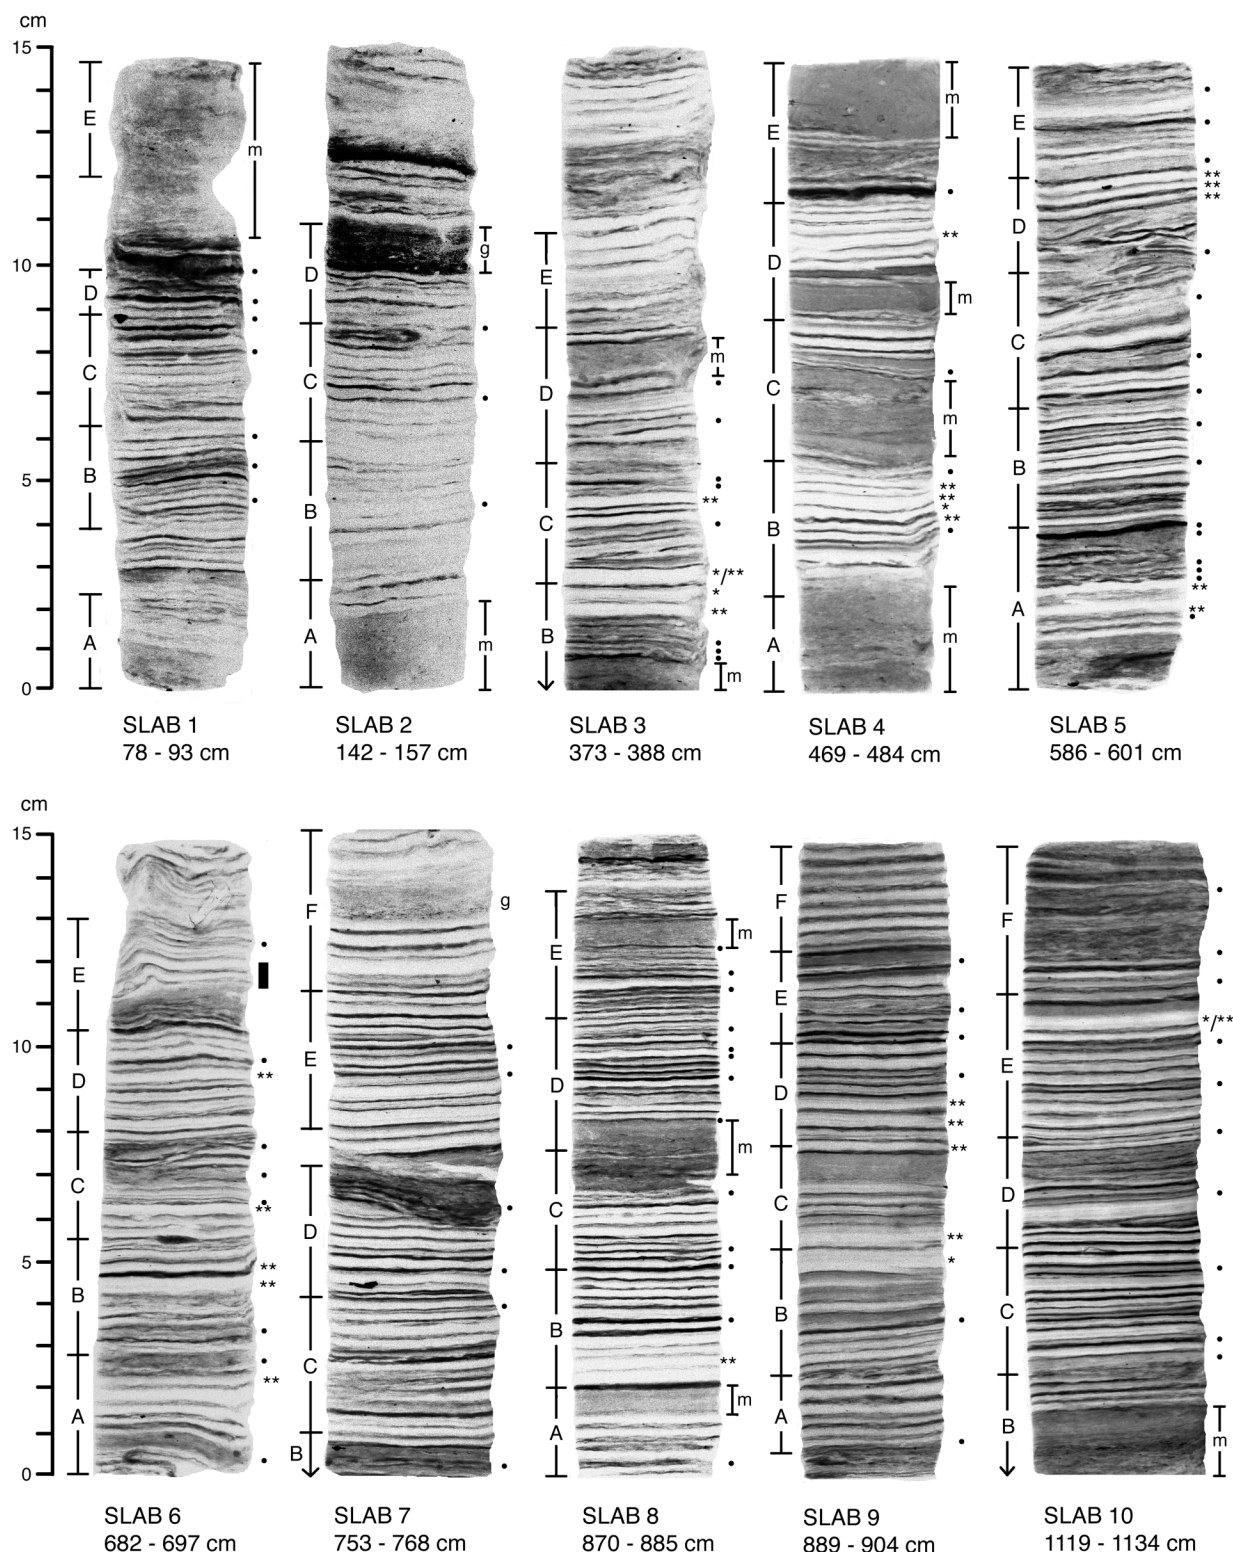 cm
15
10
5
0
E
D
C
B
A
m
SLAB 1
78 - 93 cm
D
C
B
A
g
m
SLAB 2
142 - 157 cm
E
D
C
B
m
**
*/**
*
**
m
SLAB 3
373 - 388 cm
E
D
C
B
A
m
**
m
m
**
**
*
**
m
SLAB 4
469 - 484 cm
E
D
C
B
A
**
**
**
**
**
SLAB 5
586 - 601 cm
cm
15
10
5
0
E
D
C
B
A
**
**
**
**
**
SLAB 6
682 - 697 cm
F
E
D
C
B
g
SLAB 7
753 - 768 cm
E
D
C
B
A
m
m
**
m
SLAB 8
870 - 885 cm
F
E
D
C
B
A
**
**
**
**
*
SLAB 9
889 - 904 cm
F
E
D
C
B
*/**
m
SLAB 10
1119 - 1134 cm